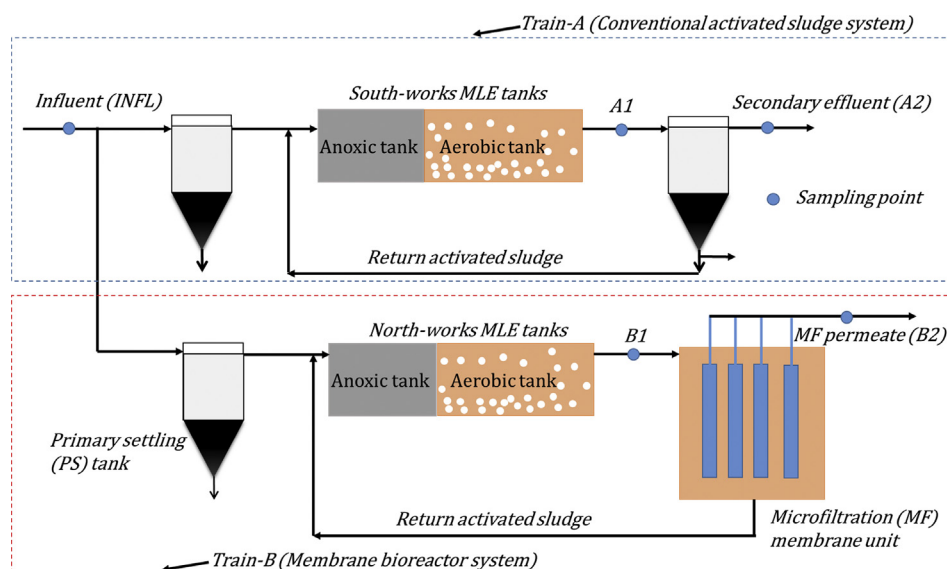 Train-A (Conventional activated sludge system)
Influent (INFL)
South-works MLE tanks
A1
Secondary effluent (A2)
Anoxic tank
Aerobic tank
Sampling point
Return activated sludge
North-works MLE tanks
B1
MF permeate (B2)
Anoxic tank
Aerobic tank
Primary settling
(PS) tank
Return activated sludge
Microfiltration (MF)
membrane unit
Train-B (Membrane bioreactor system)